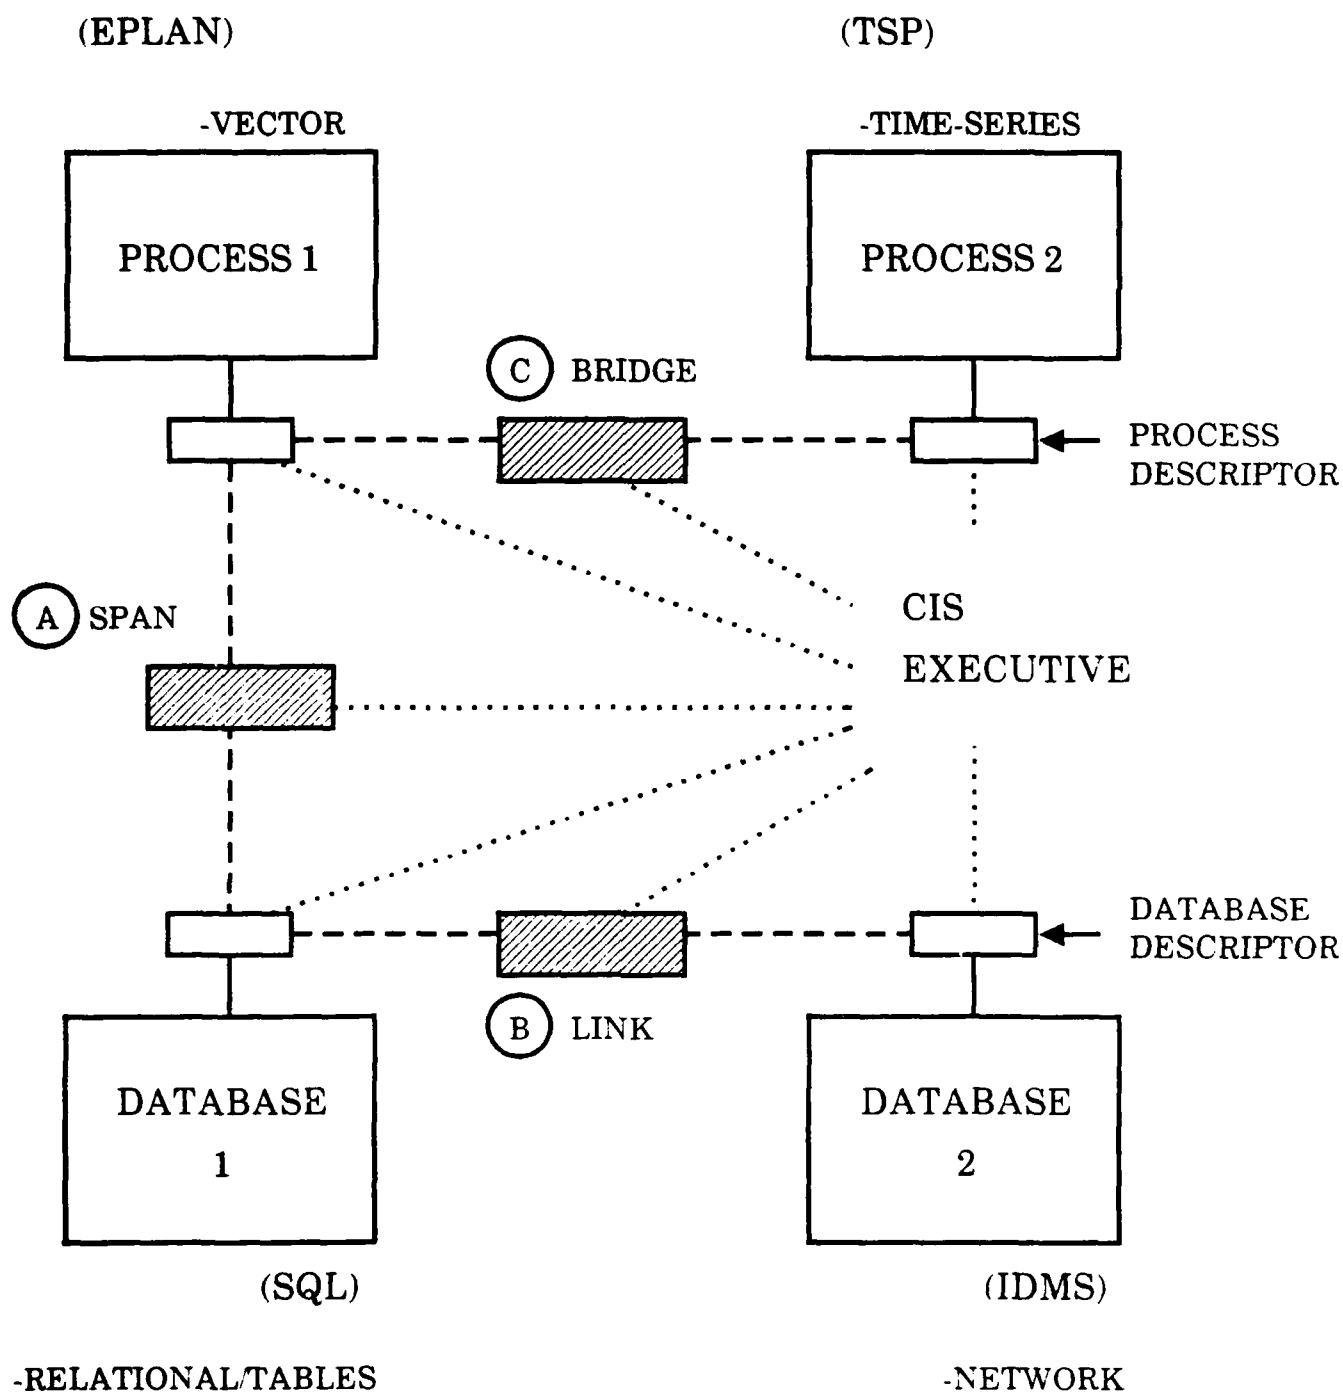 (EPLAN)
(TSP)
-VECTOR
-TIME-SERIES
PROCESS 1
PROCESS 2
C BRIDGE
PROCESS
DESCRIPTOR
A SPAN
CIS
EXECUTIVE
DATABASE
DESCRIPTOR
B LINK
DATABASE
1
DATABASE
2
(SQL)
(IDMS)
-RELATIONAL/TABLES
-NETWORK